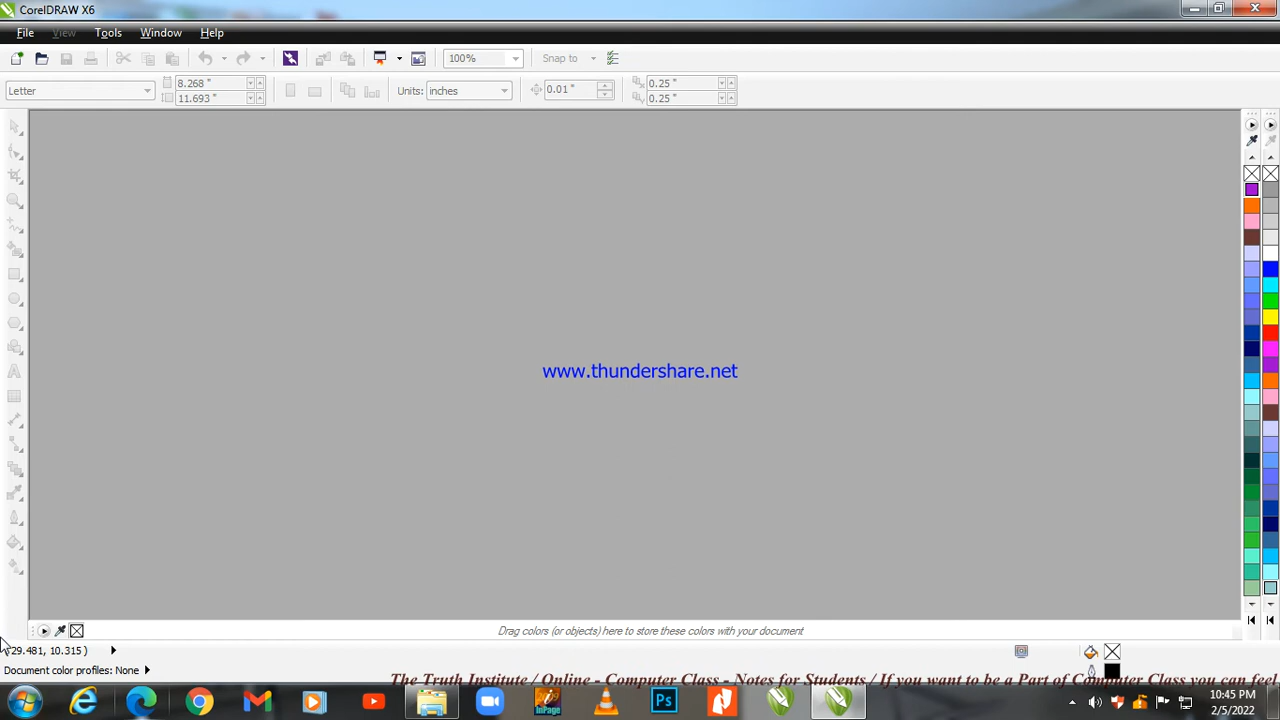 CorelDRAW X6
File View Tools Window Help
100% Snap to
Letter 8.268 " Units: inches 0.01 " 0.25 "
11.693 " 0.25 "
www.thundershare.net
Drag colors (or objects) here to store these colors with your document
29.481, 10.315 )
Document color profiles: None
The Truth Institute / Online - Computer Class - Notes for Students / If you want to be a Part of Computer Class you can feel
InPage Ps 10:45 PM
2/5/2022